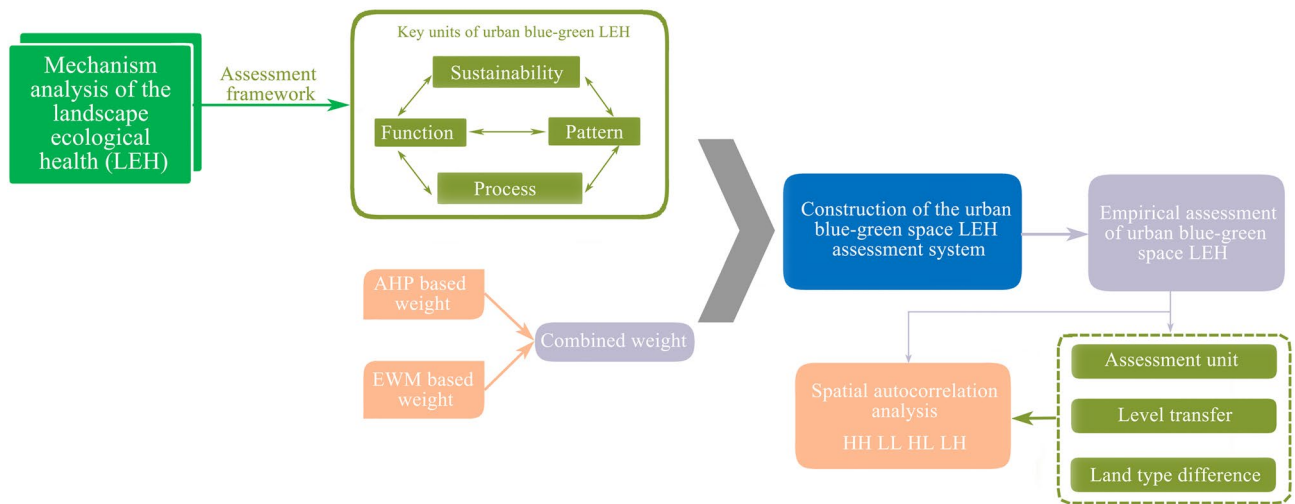 Mechanism
analysis of the
landscape
ecological
health (LEH)
Assessment
framework
Key units of urban blue-green LEH
Sustainability
Function
Pattern
Process
AHP based
weight
EWM based
weight
Combined weight
Construction of the urban
blue-green space LEH
assessment system
Empirical assessment
of urban blue-green
space LEH
Spatial autocorrelation
analysis
HH LL HL LH
Assessment unit
Level transfer
Land type difference